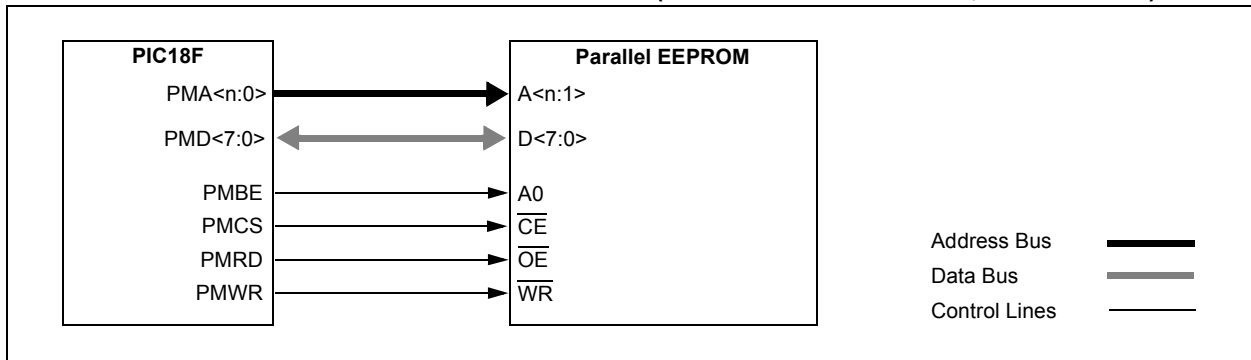 PIC18F
PMA<n:0>
PMD<7:0>
PMBE
PMCS
PMRD
PMWR
Parallel EEPROM
A<n:1>
D<7:0>
A0
CE
OE
WR
Address Bus
Data Bus
Control Lines